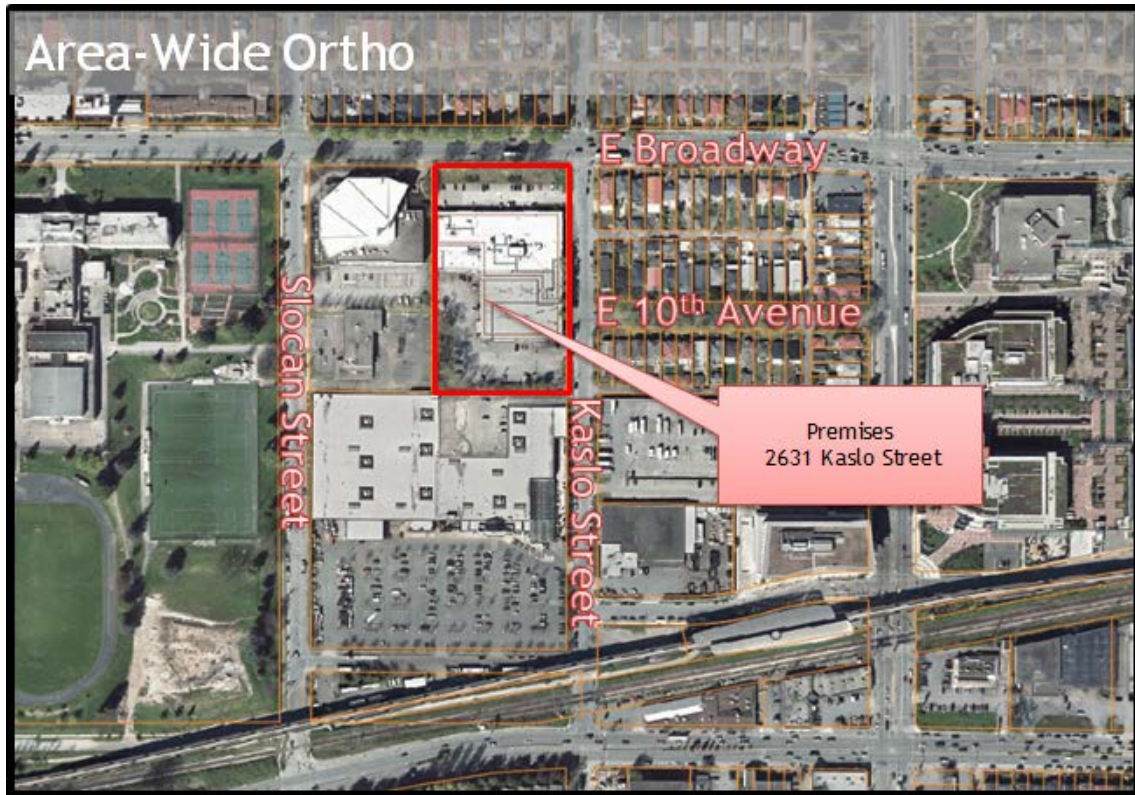 Area-Wide Ortho
E Broadway
Slocan Street
E 10th Avenue
Kaslo Street
Premises
2631 Kaslo Street